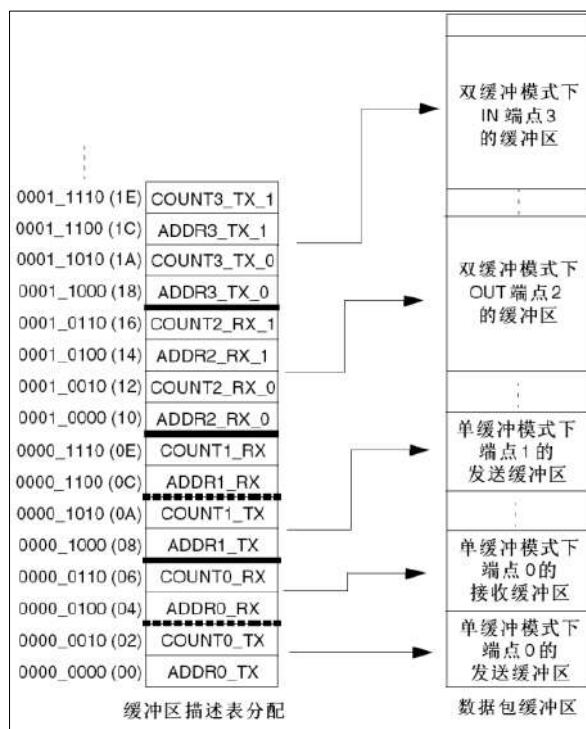 双缓冲模式下
IN 端点3
的缓冲区
0001_1110 (1E) COUNT3_TX_1
0001_1100 (1C) ADDR3_TX_1
0001_1010 (1A) COUNT3_TX_0
0001_1000 (18) ADDR3_TX_0
双缓冲模式下
OUT 端点2
的缓冲区
0001_0110 (16) COUNT2_RX_1
0001_0100 (14) ADDR2_RX_1
0001_0010 (12) COUNT2_RX_0
0001_0000 (10) ADDR2_RX_0
单缓冲模式下
端点1的
发送缓冲区
0000_1110 (0E) COUNT1_RX
0000_1100 (0C) ADDR1_RX
0000_1010 (0A) COUNT1_TX
0000_1000 (08) ADDR1_TX
单缓冲模式下
端点0的
接收缓冲区
0000_0110 (06) COUNT0_RX
0000_0100 (04) ADDR0_RX
单缓冲模式下
端点0的
发送缓冲区
0000_0010 (02) COUNT0_TX
0000_0000 (00) ADDR0_TX
缓冲区描述表分配
数据包缓冲区